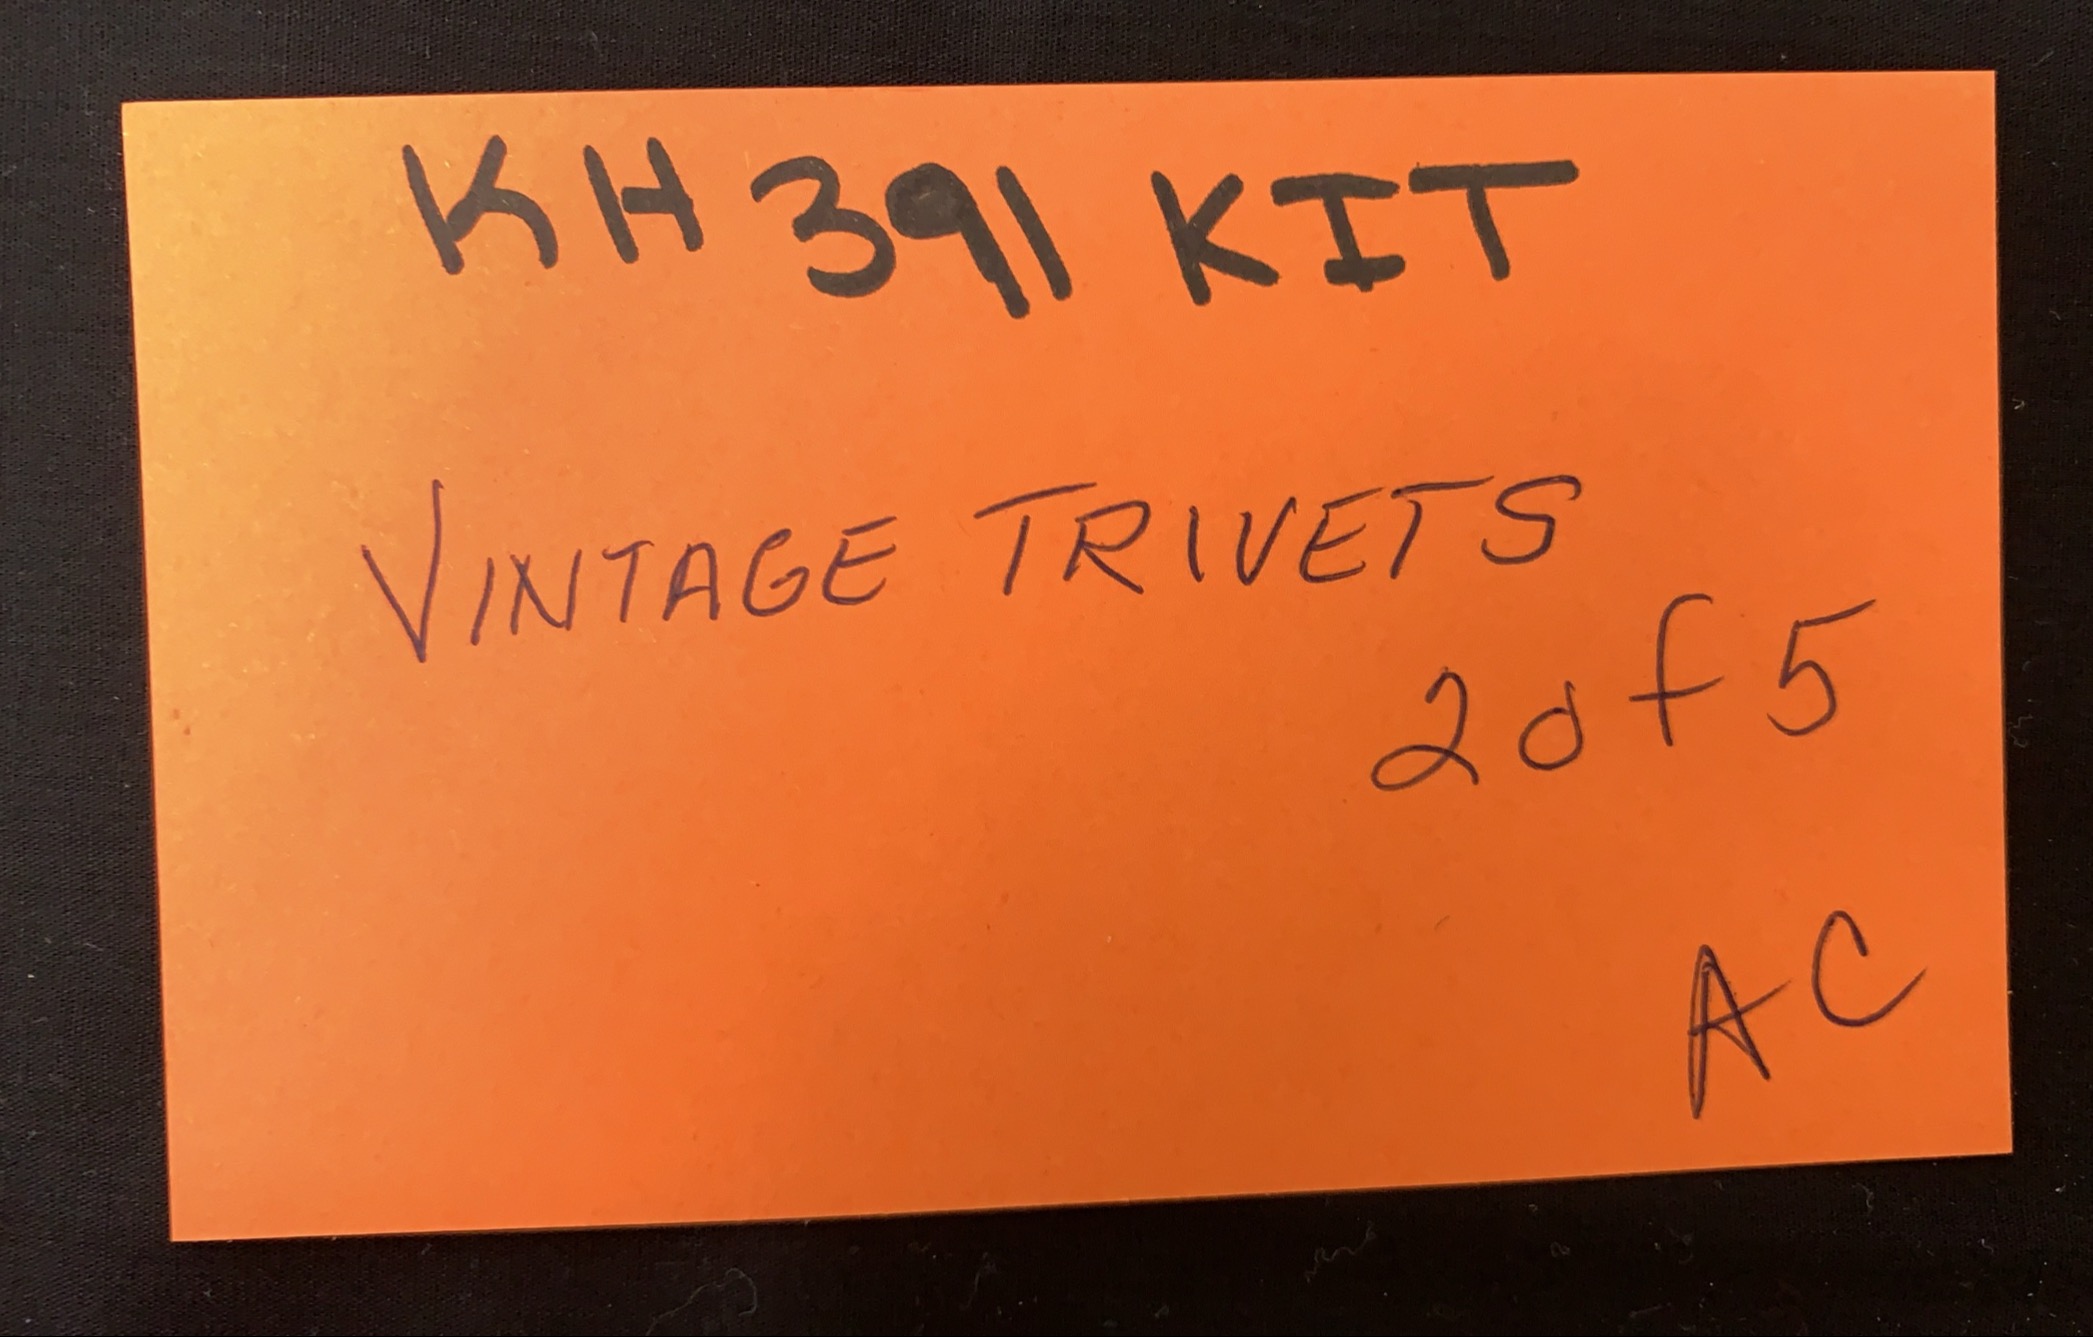 KH 391 KIT
VINTAGE TRIVETS
2 of 5
AC